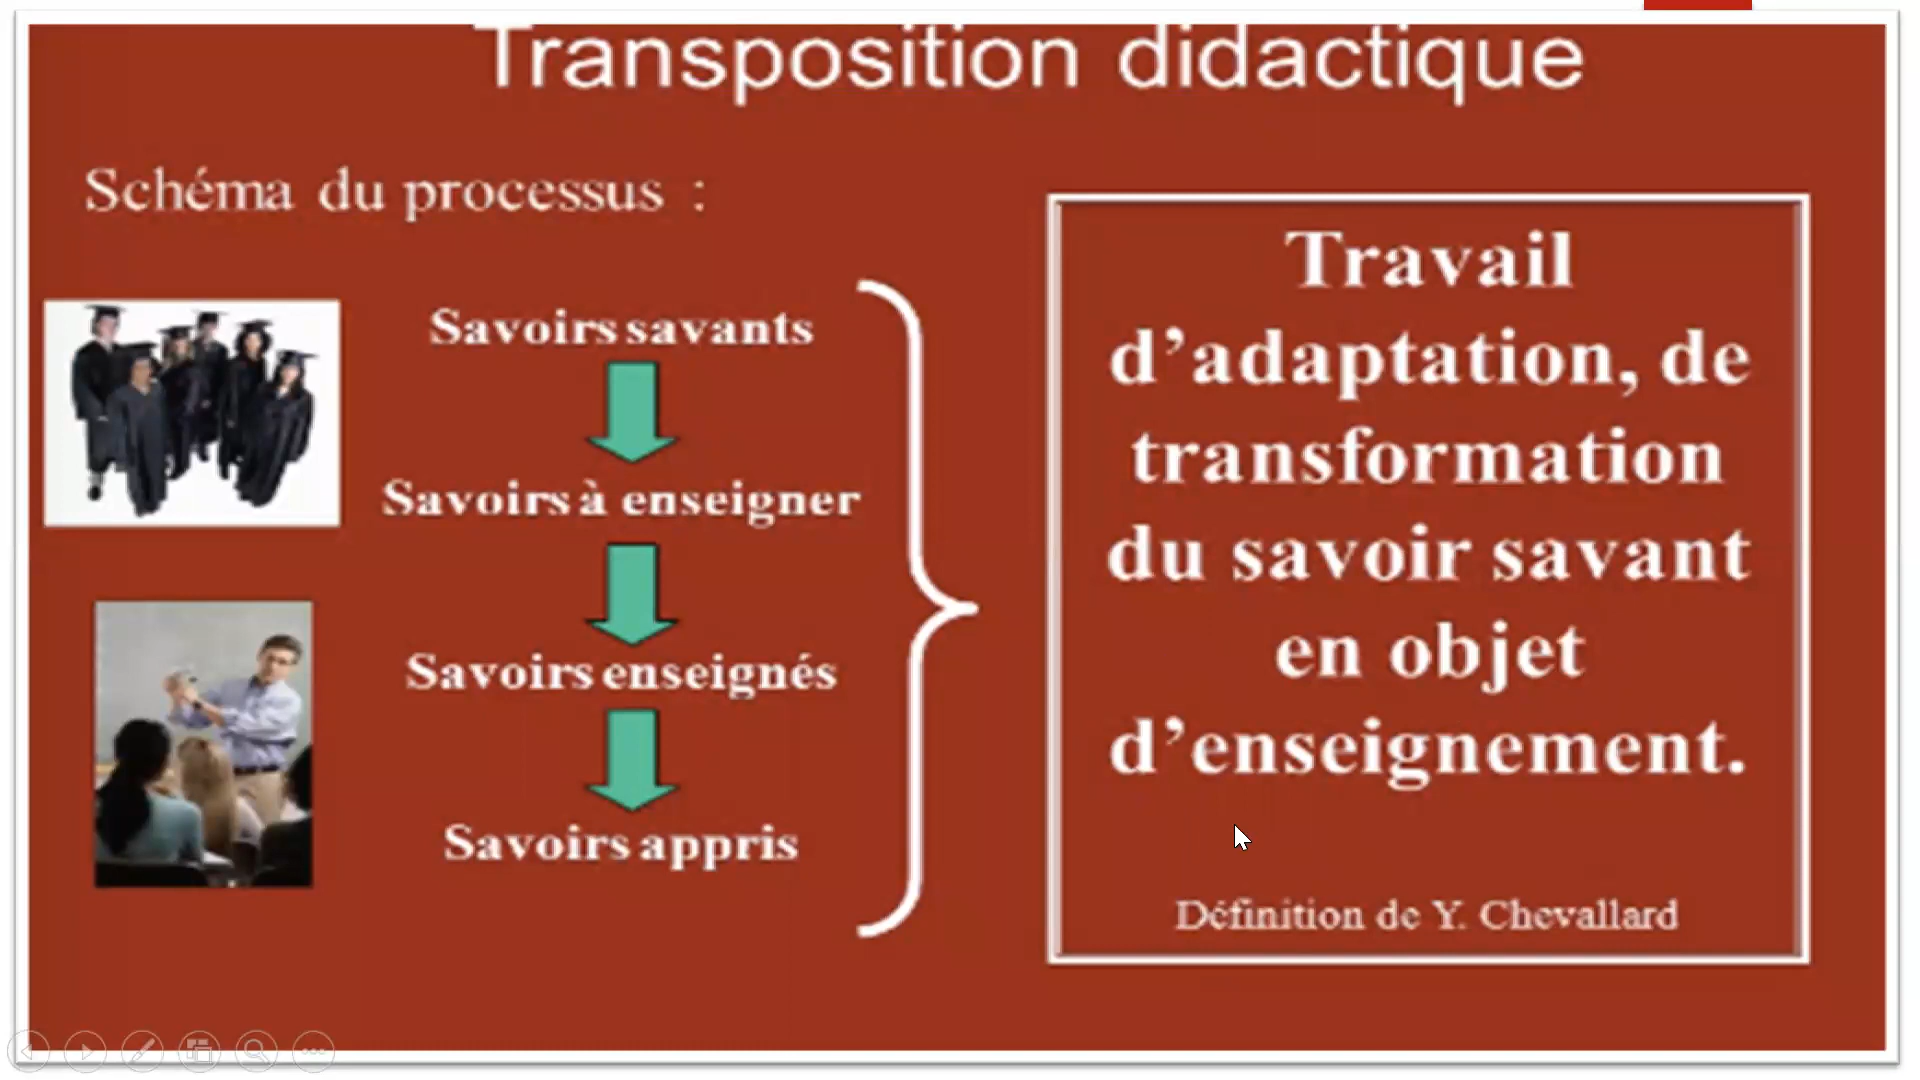 Transposition didactique
Schéma du processus :
Savoirs savants
Savoirs à enseigner
Savoirs enseignés
Savoirs appris
Travail
d’adaptation, de
transformation
du savoir savant
en objet
d’enseignement.
Définition de Y. Chevallard